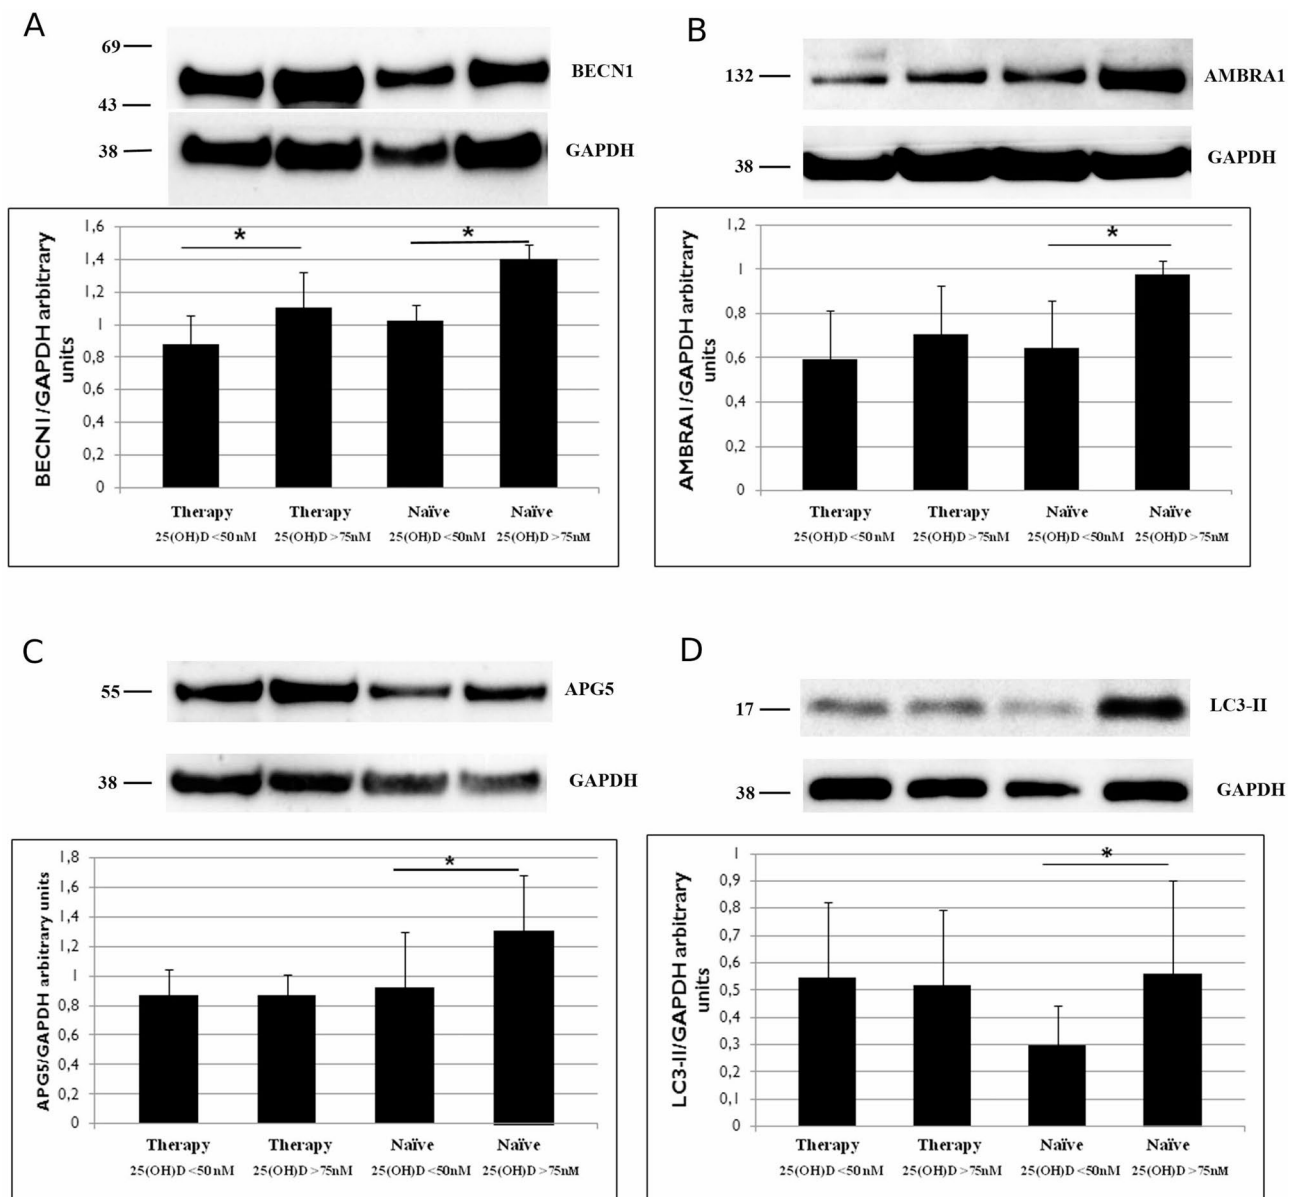 A
69
BECN1
43
38
GAPDH
BECN1/GAPDH arbitrary
units
1,6
1,4
1,2
1
0,8
0,6
0,4
0,2
0
*
*
Therapy
25(OH)D <50 nM
Therapy
25(OH)D >75nM
Naïve
25(OH)D <50nM
Naïve
25(OH)D >75nM
B
132
AMBRA1
38
GAPDH
AMBRA1/GAPDH arbitrary
units
1,2
1
0,8
0,6
0,4
0,2
0
*
Therapy
25(OH)D <50 nM
Therapy
25(OH)D >75nM
Naïve
25(OH)D <50nM
Naïve
25(OH)D >75nM
C
55
APG5
38
GAPDH
APG5/GAPDH arbitrary units
1,8
1,6
1,4
1,2
1
0,8
0,6
0,4
0,2
0
*
Therapy
25(OH)D <50 nM
Therapy
25(OH)D >75nM
Naïve
25(OH)D <50nM
Naïve
25(OH)D >75nM
D
17
LC3-II
38
GAPDH
LC3-II/GAPDH arbitrary
units
1
0,9
0,8
0,7
0,6
0,5
0,4
0,3
0,2
0,1
0
*
Therapy
25(OH)D <50 nM
Therapy
25(OH)D >75nM
Naïve
25(OH)D <50nM
Naïve
25(OH)D >75nM